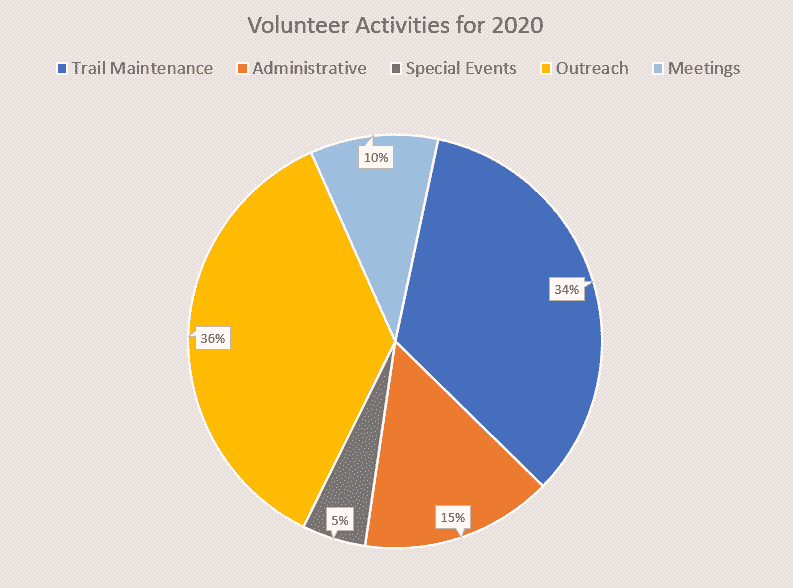 Volunteer Activities for 2020
Trail Maintenance Administrative Special Events Outreach Meetings
10%
34%
36%
15%
5%